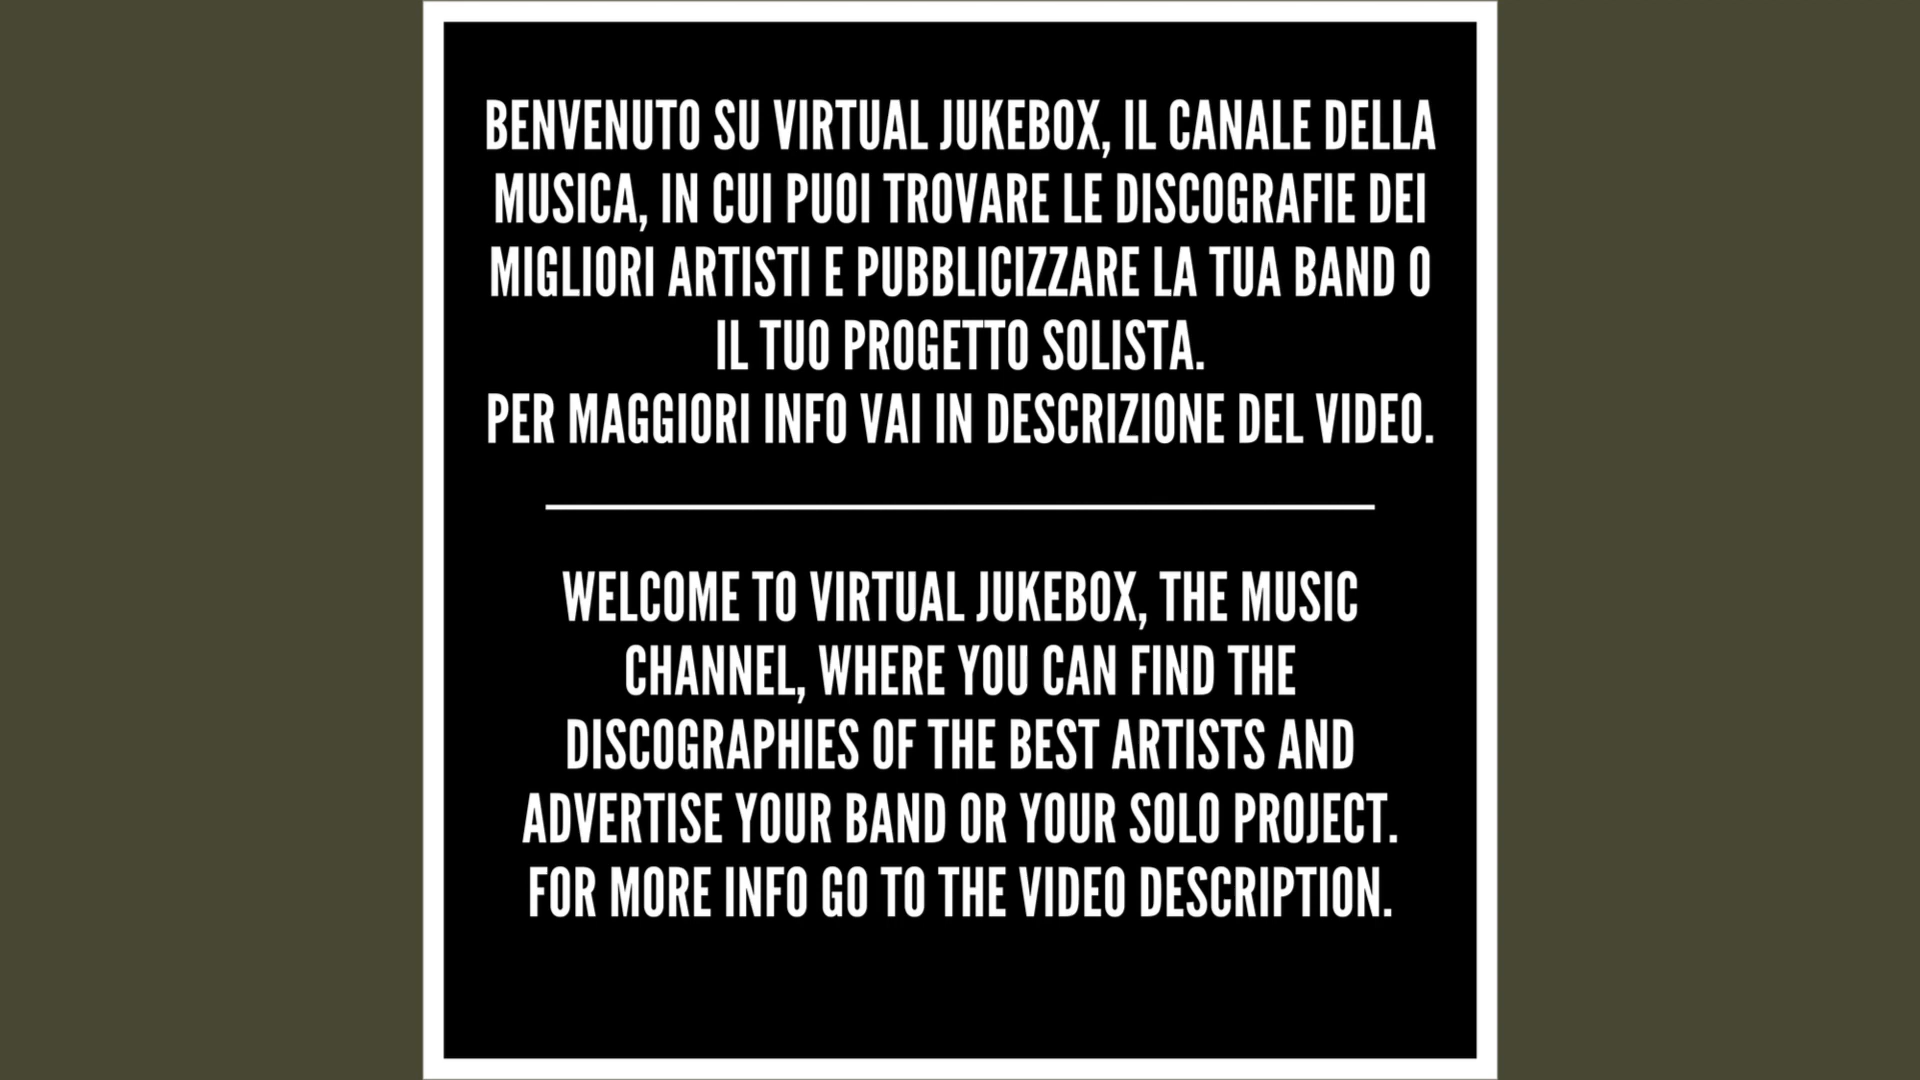 BENVENUTO SU VIRTUAL JUKEBOX, IL CANALE DELLA
MUSICA, IN CUI PUOI TROVARE LE DISCOGRAFIE DEI
MIGLIORI ARTISTI E PUBBLICIZZARE LA TUA BAND O
IL TUO PROGETTO SOLISTA.
PER MAGGIORI INFO VAI IN DESCRIZIONE DEL VIDEO.
WELCOME TO VIRTUAL JUKEBOX, THE MUSIC
CHANNEL, WHERE YOU CAN FIND THE
DISCOGRAPHIES OF THE BEST ARTISTS AND
ADVERTISE YOUR BAND OR YOUR SOLO PROJECT.
FOR MORE INFO GO TO THE VIDEO DESCRIPTION.